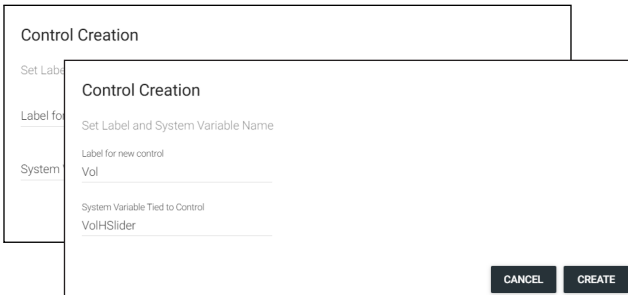 Control Creation
Set Labe
Label for
System
Control Creation
Set Label and System Variable Name
Label for new control
Vol
System Variable Tied to Control
VolHSlider
CANCEL CREATE